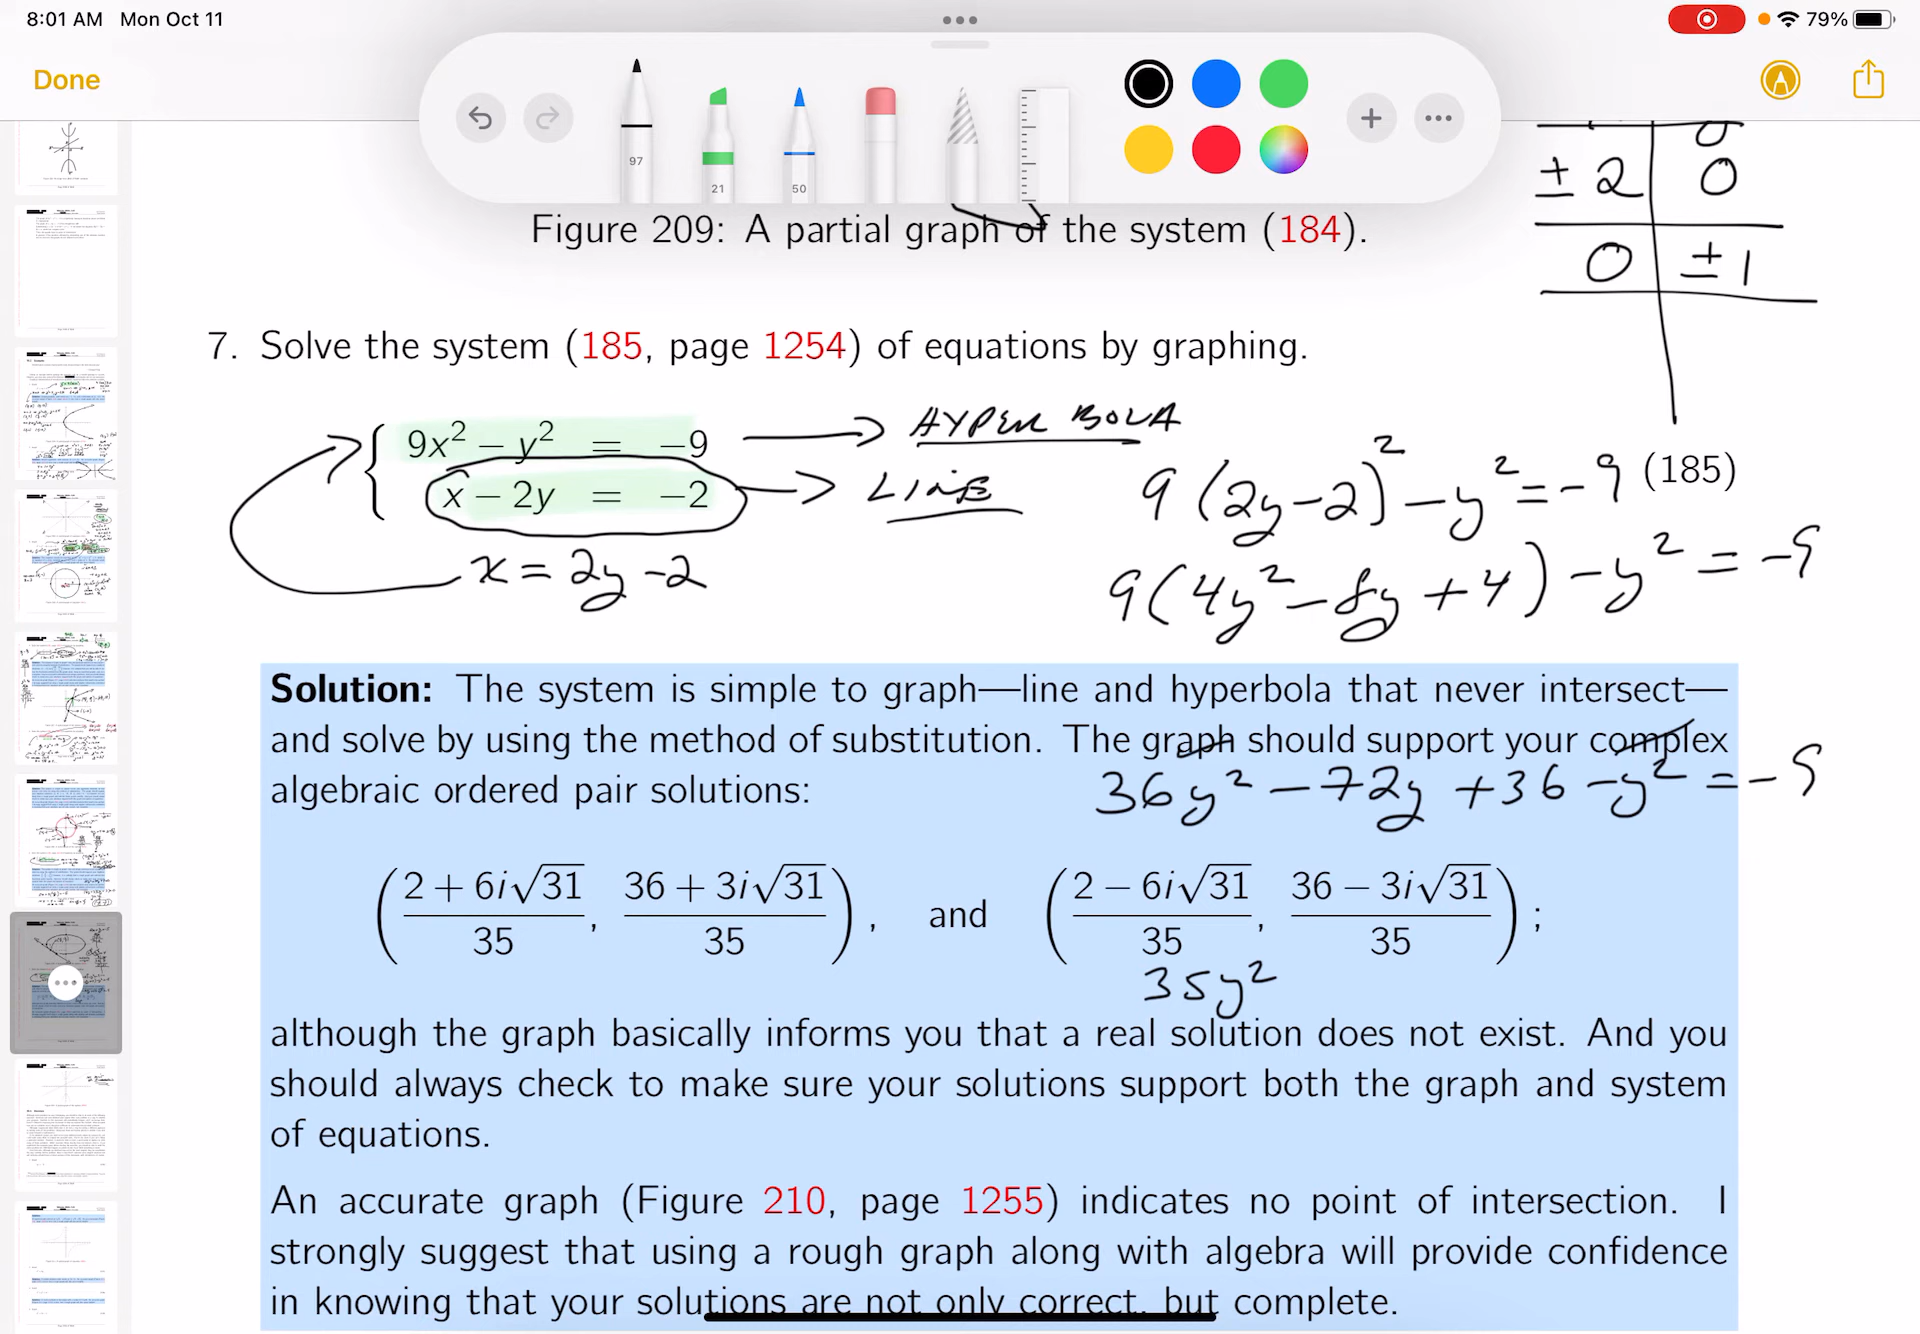 8:01 AM Mon Oct 11
79%
Done
97
21
50
0
± 2 0
0 ± 1
Figure 209: A partial graph of the system (184).
7. Solve the system (185, page 1254) of equations by graphing.
9x² − y² = −9
HYPERBOLA
x − 2y = −2
LINE
(185)
x = 2y − 2
9(2y − 2)² − y² = −9
9(4y² − 8y + 4) − y² = −9
Solution: The system is simple to graph—line and hyperbola that never intersect—
and solve by using the method of substitution. The graph should support your complex
algebraic ordered pair solutions:
36y² − 72y + 36 − y² = −9
(2 + 6i√31/35, 36 + 3i√31/35), and (2 − 6i√31/35, 36 − 3i√31/35);
35y²
although the graph basically informs you that a real solution does not exist. And you
should always check to make sure your solutions support both the graph and system
of equations.
An accurate graph (Figure 210, page 1255) indicates no point of intersection. I
strongly suggest that using a rough graph along with algebra will provide confidence
in knowing that your solutions are not only correct, but complete.